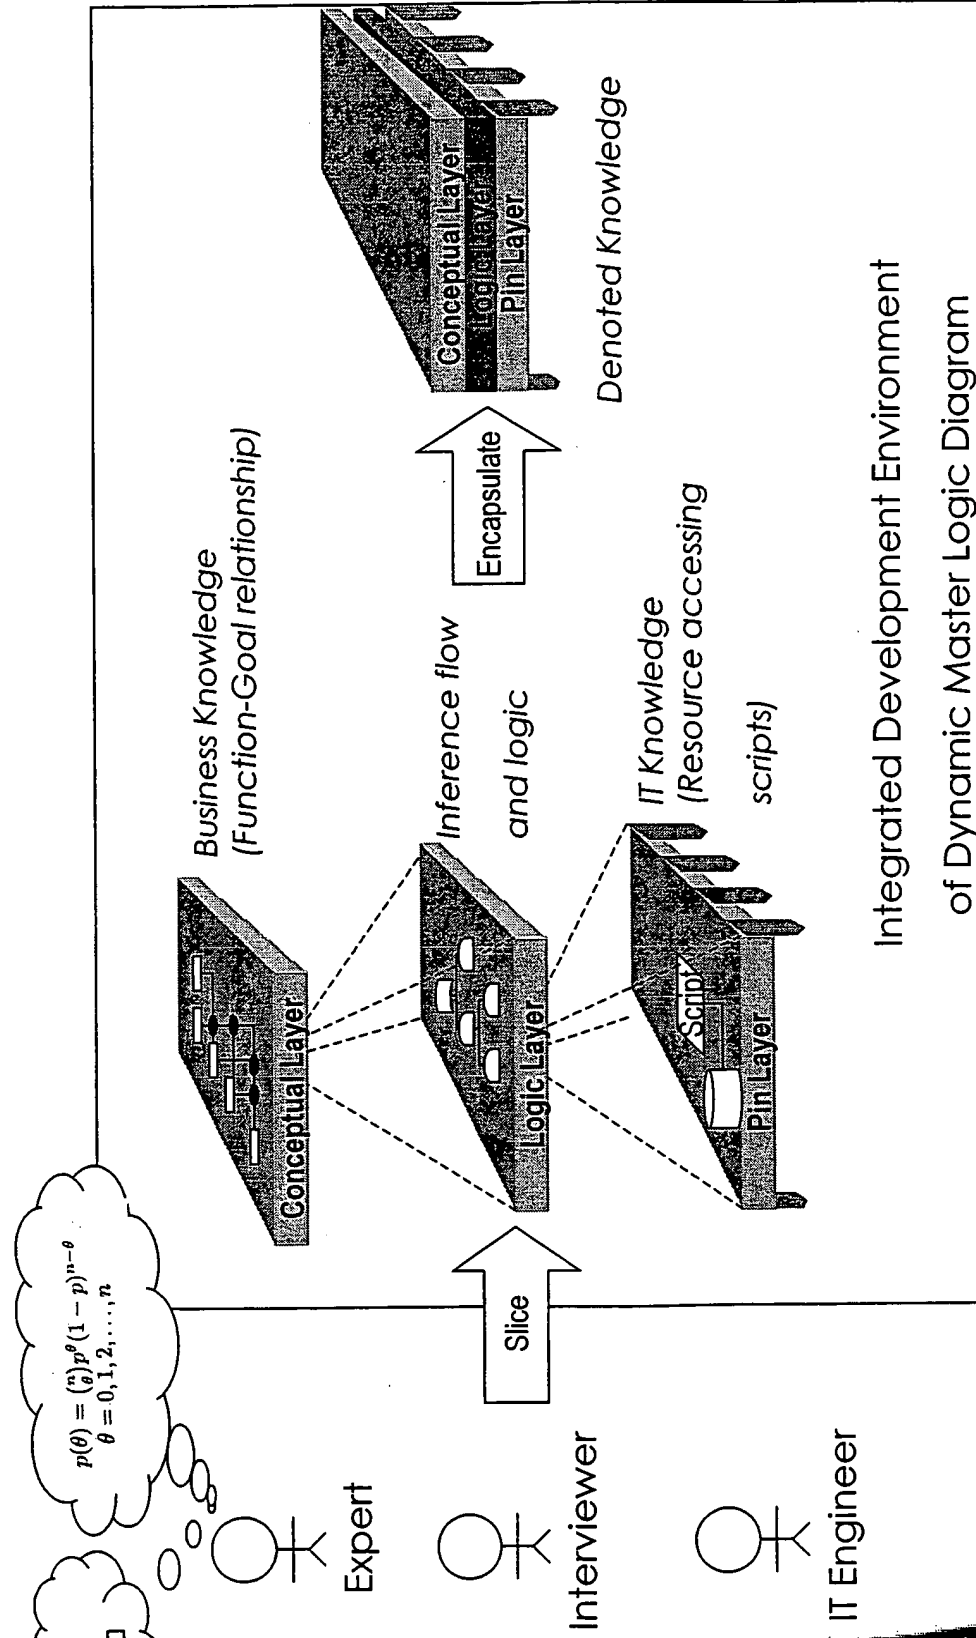 p(θ) = (n θ) p^θ (1 − p)^{n−θ}
θ = 0, 1, 2, . . . , n
Expert
Interviewer
IT Engineer
Slice
Conceptual Layer
Business Knowledge
(Function-Goal relationship)
Logic Layer
Inference flow
and logic
Script
Pin Layer
IT Knowledge
(Resource accessing
scripts)
Encapsulate
Conceptual Layer
Logic Layer
Pin Layer
Denoted Knowledge
Integrated Development Environment
of Dynamic Master Logic Diagram